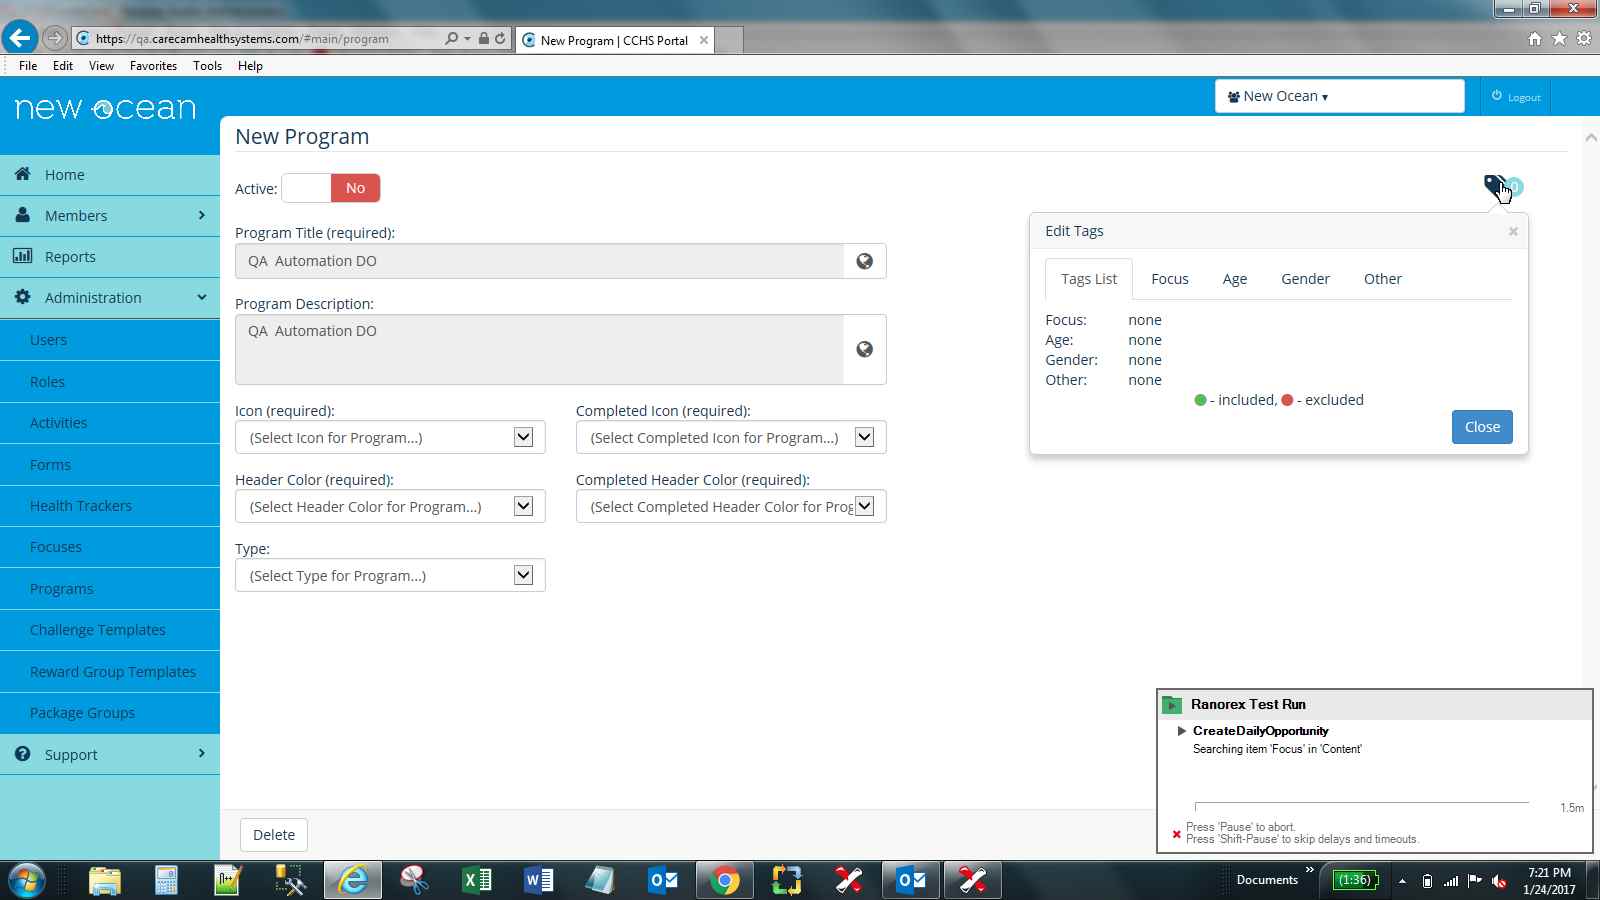 https://qa.carecamhealthsystems.com/#main/program
New Program | CCHS Portal
File Edit View Favorites Tools Help
new ocean
New Ocean
Logout
Home
Members
Reports
Administration
Users
Roles
Activities
Forms
Health Trackers
Focuses
Programs
Challenge Templates
Reward Group Templates
Package Groups
Support
New Program
Active: No
0
Program Title (required):
QA Automation DO
Program Description:
QA Automation DO
Icon (required):
(Select Icon for Program...)
Completed Icon (required):
(Select Completed Icon for Program...)
Header Color (required):
(Select Header Color for Program...)
Completed Header Color (required):
(Select Completed Header Color for Prog
Type:
(Select Type for Program...)
Delete
Edit Tags
Tags List Focus Age Gender Other
Focus: none
Age: none
Gender: none
Other: none
- included, - excluded
Close
Ranorex Test Run
CreateDailyOpportunity
Searching item 'Focus' in 'Content'
1.5m
Press 'Pause' to abort.
Press 'Shift-Pause' to skip delays and timeouts.
Documents
(1:36)
7:21 PM
1/24/2017